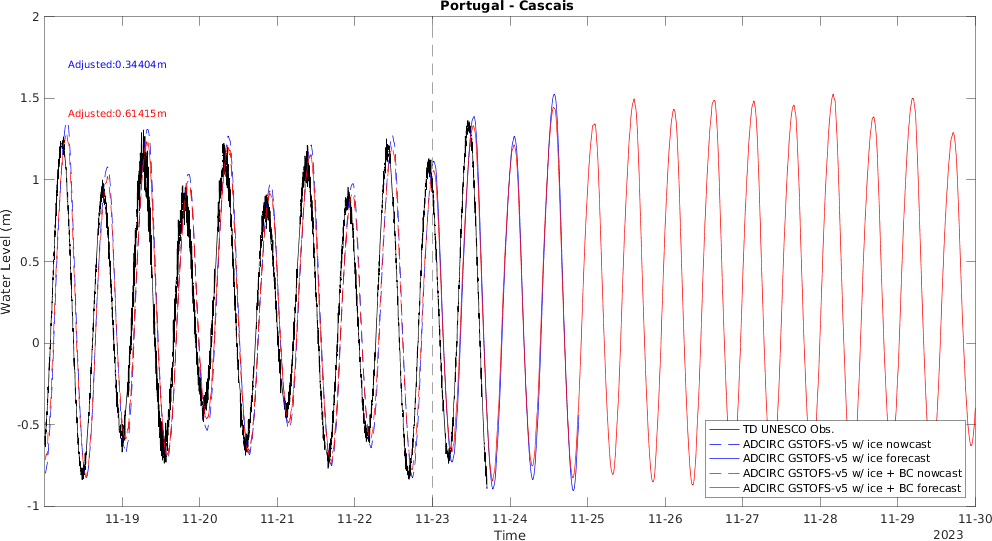 Portugal - Cascais
2
1.5
1
0.5
0
-0.5
-1
Water Level (m)
Adjusted:0.34404m
Adjusted:0.61415m
TD UNESCO Obs.
ADCIRC GSTOFS-v5 w/ ice nowcast
ADCIRC GSTOFS-v5 w/ ice forecast
ADCIRC GSTOFS-v5 w/ ice + BC nowcast
ADCIRC GSTOFS-v5 w/ ice + BC forecast
11-19 11-20 11-21 11-22 11-23 11-24 11-25 11-26 11-27 11-28 11-29 11-30
Time
2023